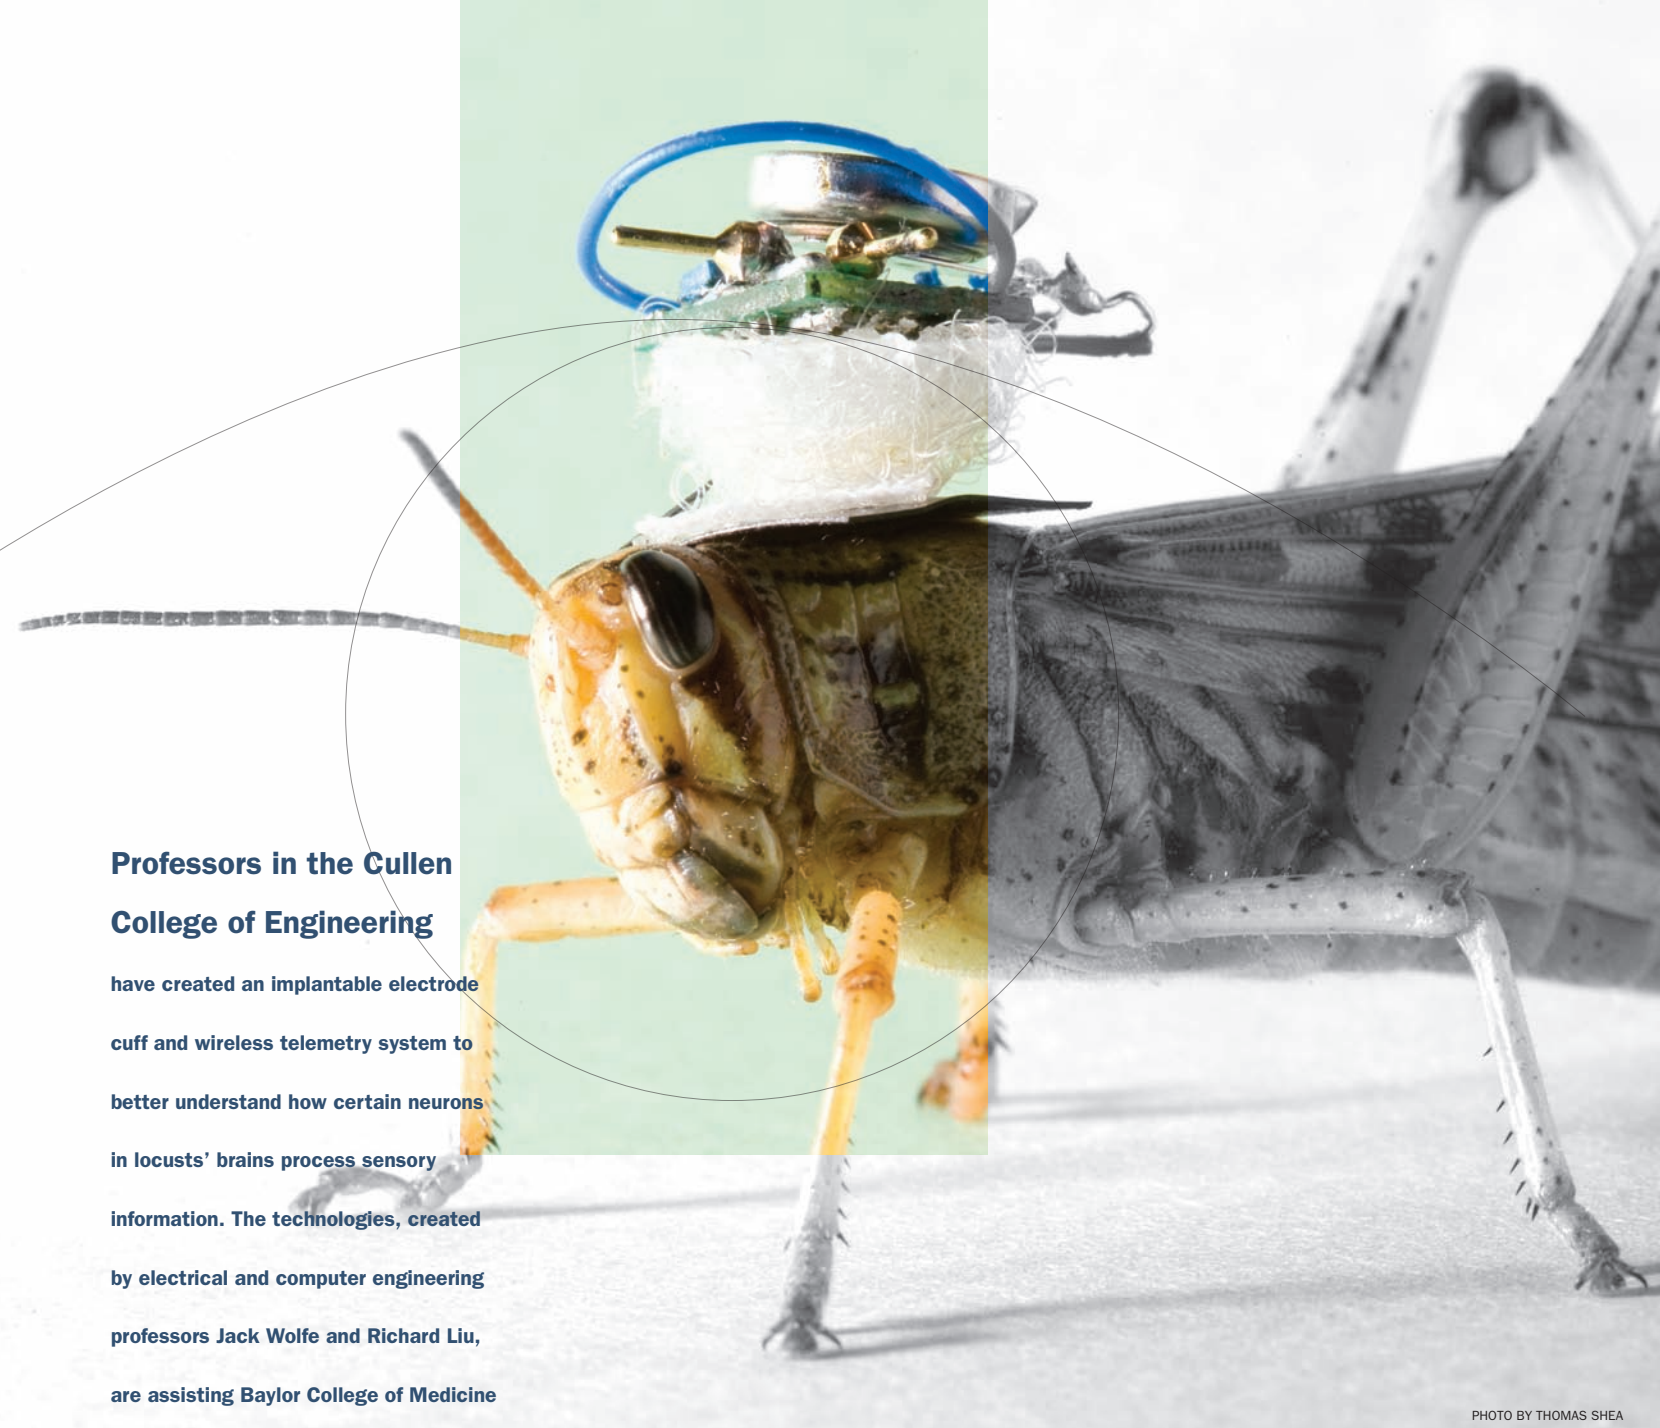 Professors in the Cullen
College of Engineering
have created an implantable electrode
cuff and wireless telemetry system to
better understand how certain neurons
in locusts’ brains process sensory
information. The technologies, created
by electrical and computer engineering
professors Jack Wolfe and Richard Liu,
are assisting Baylor College of Medicine
PHOTO BY THOMAS SHEA